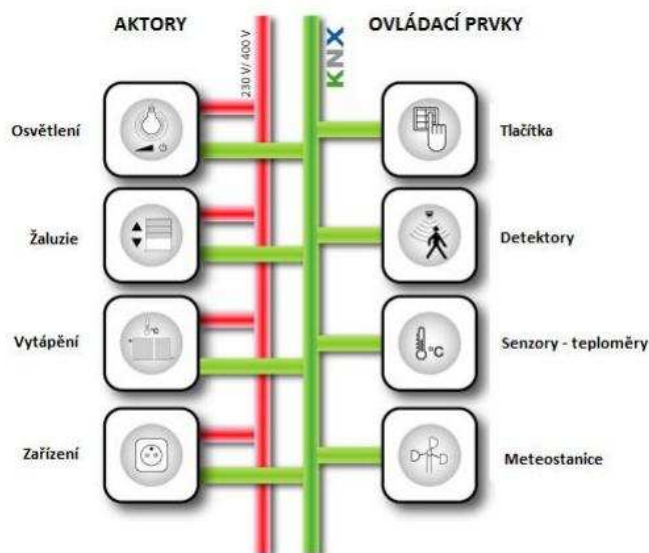 AKTORY
230 V/ 400 V
KNX
OVLÁDACÍ PRVKY
Osvětlení
Tlačítka
Žaluzie
Detektory
Vytápění
°C
Senzory - teploměry
°C
Zařízení
Meteostanice